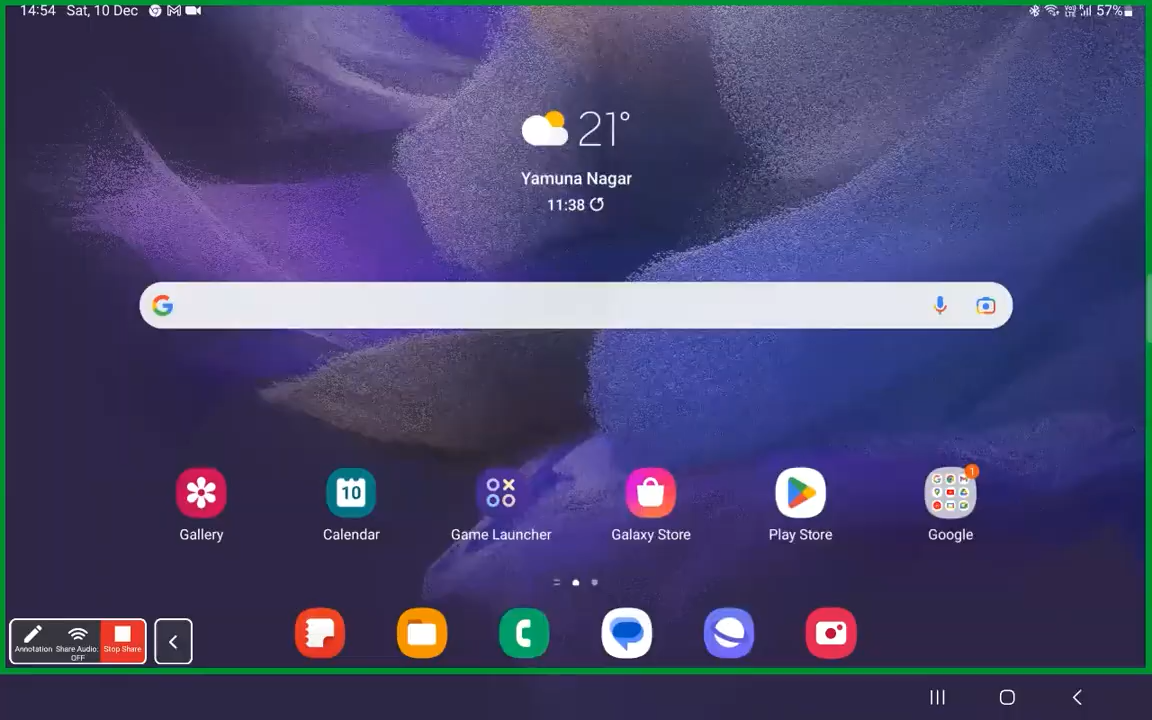 14:54 Sat, 10 Dec
57%
21°
Yamuna Nagar
11:38
Gallery
10
Calendar
Game Launcher
Galaxy Store
Play Store
1
Google
Annotation
Share Audio: OFF
Stop Share